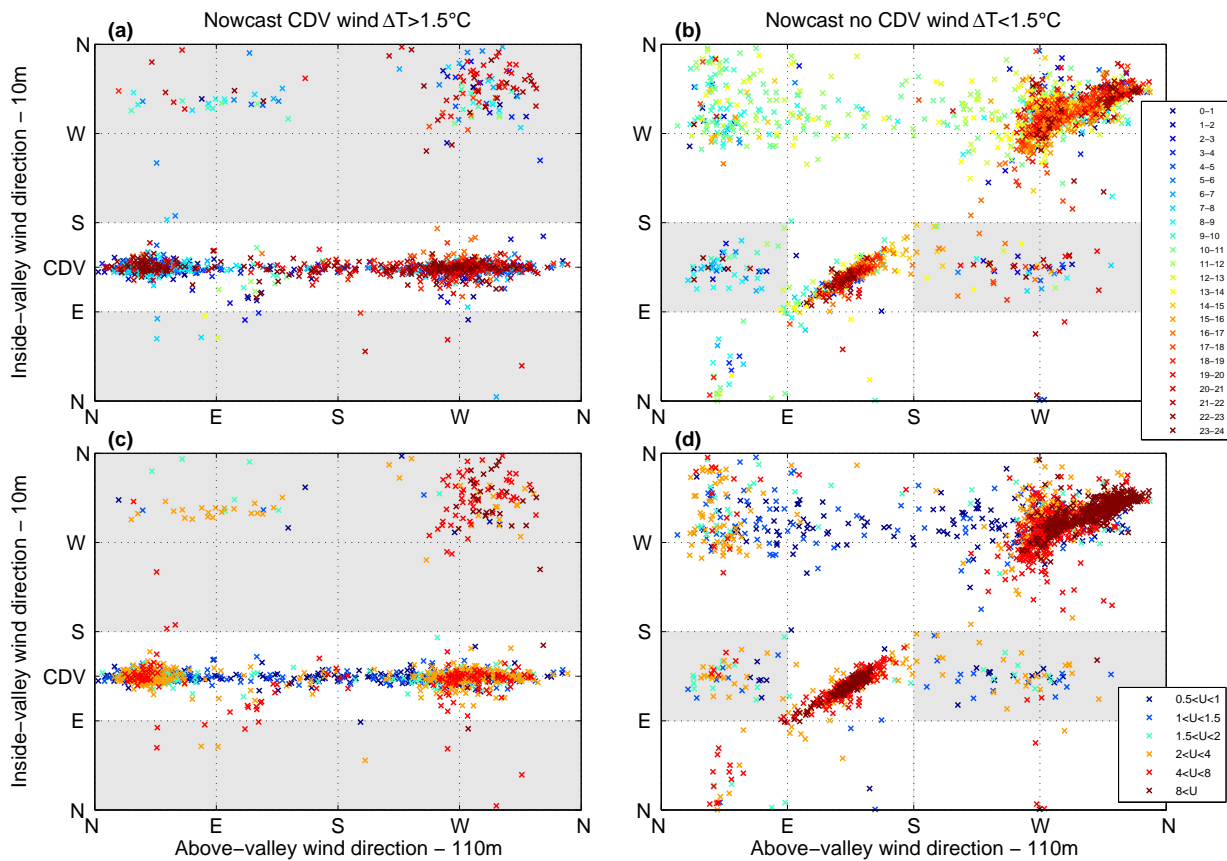 Nowcast CDV wind ΔT>1.5°C
Nowcast no CDV wind ΔT<1.5°C
(a)
(b)
Inside−valley wind direction − 10m
N
W
S
CDV
E
N
N
E
S
W
N
N
W
S
E
N
N
E
S
W
0−1
1−2
2−3
3−4
4−5
5−6
6−7
7−8
8−9
9−10
10−11
11−12
12−13
13−14
14−15
15−16
16−17
17−18
18−19
19−20
20−21
21−22
22−23
23−24
(c)
(d)
Inside−valley wind direction − 10m
N
W
S
CDV
E
N
N
E
S
W
N
Above−valley wind direction − 110m
N
W
S
E
N
N
E
S
W
N
Above−valley wind direction − 110m
0.5<U<1
1<U<1.5
1.5<U<2
2<U<4
4<U<8
8<U